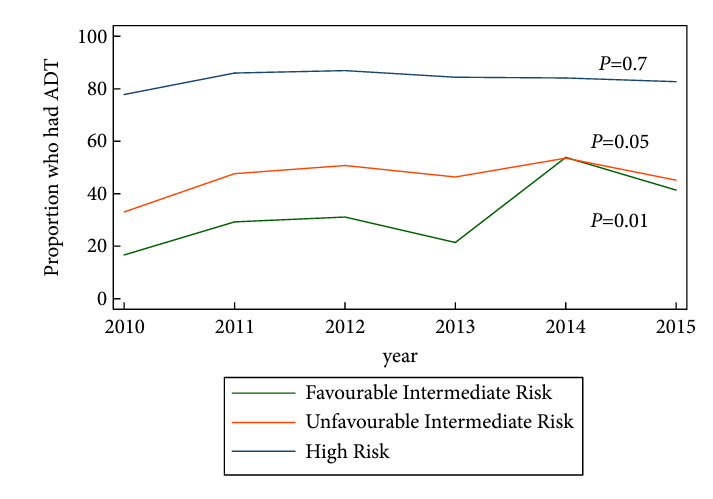 100
80
60
40
20
0
Proportion who had ADT
P=0.7
P=0.05
P=0.01
2010 2011 2012 2013 2014 2015
year
Favourable Intermediate Risk
Unfavourable Intermediate Risk
High Risk